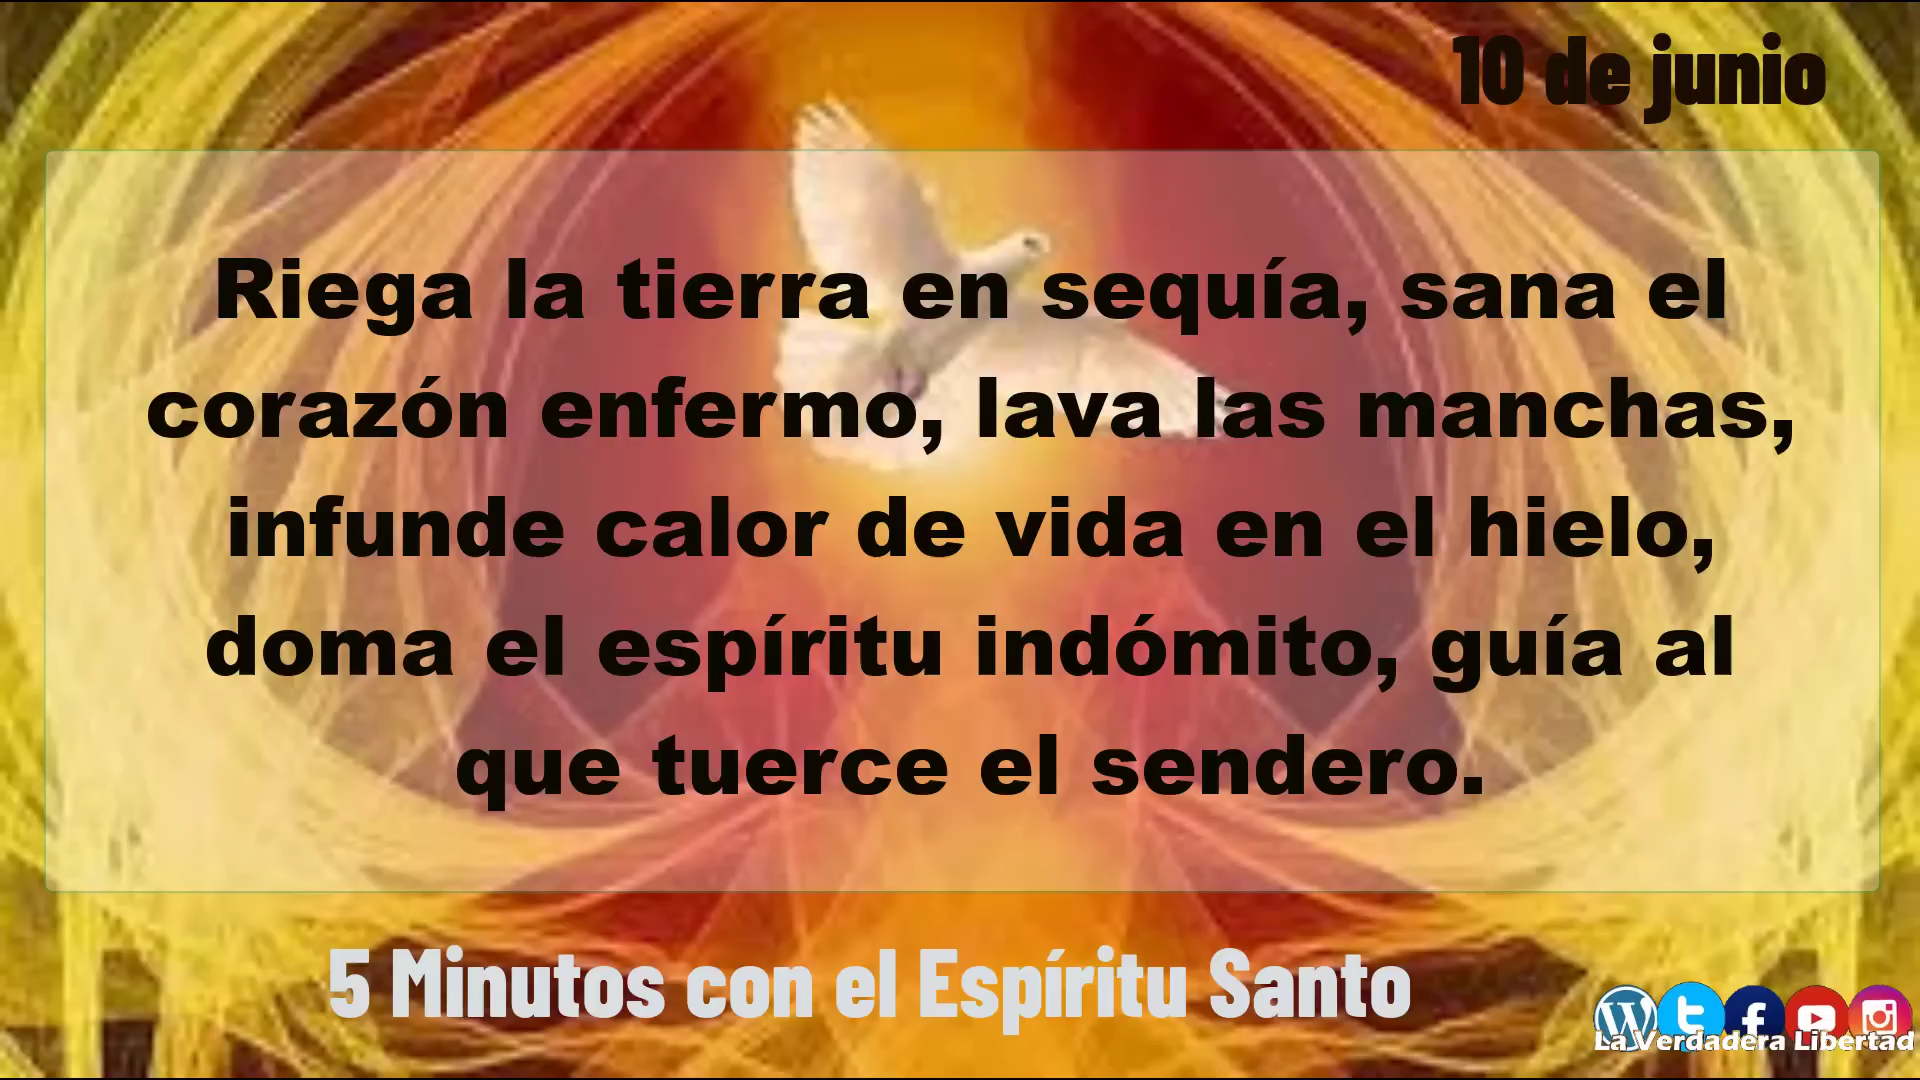 10 de junio
Riega la tierra en sequía, sana el
corazón enfermo, lava las manchas,
infunde calor de vida en el hielo,
doma el espíritu indómito, guía al
que tuerce el sendero.
5 Minutos con el Espíritu Santo
La Verdadera Libertad